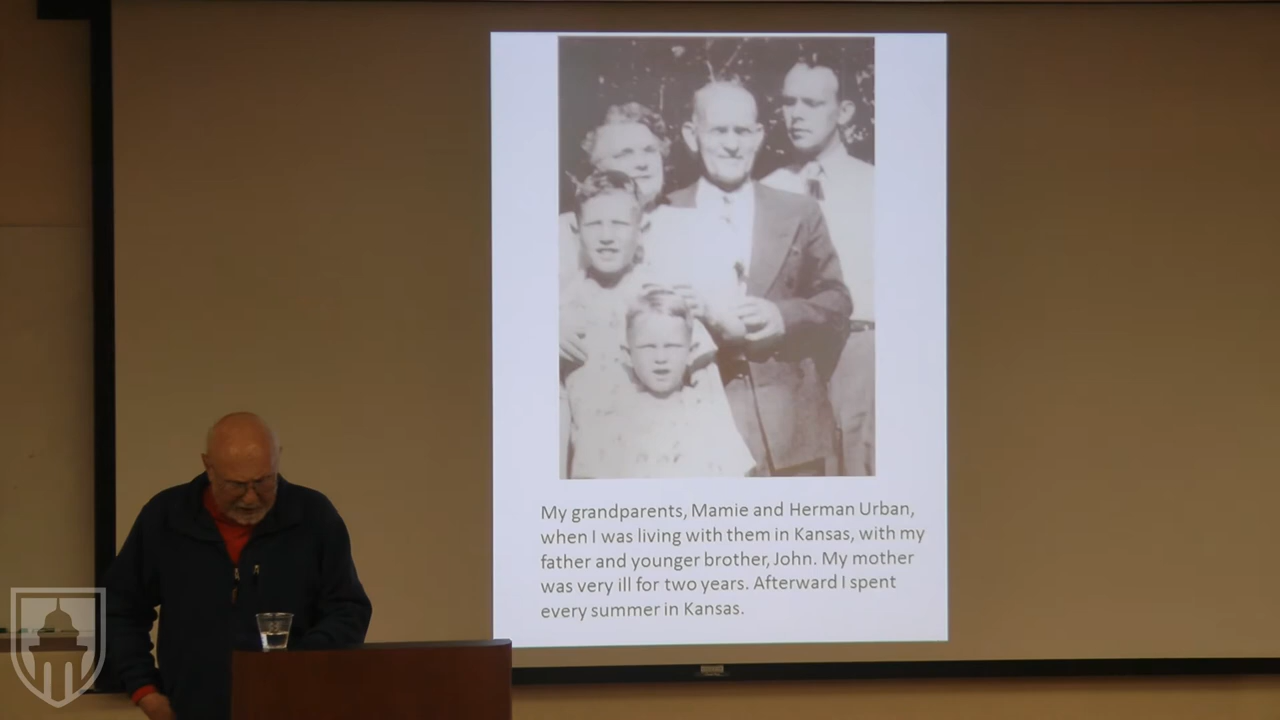 My grandparents, Mamie and Herman Urban,
when I was living with them in Kansas, with my
father and younger brother, John. My mother
was very ill for two years. Afterward I spent
every summer in Kansas.